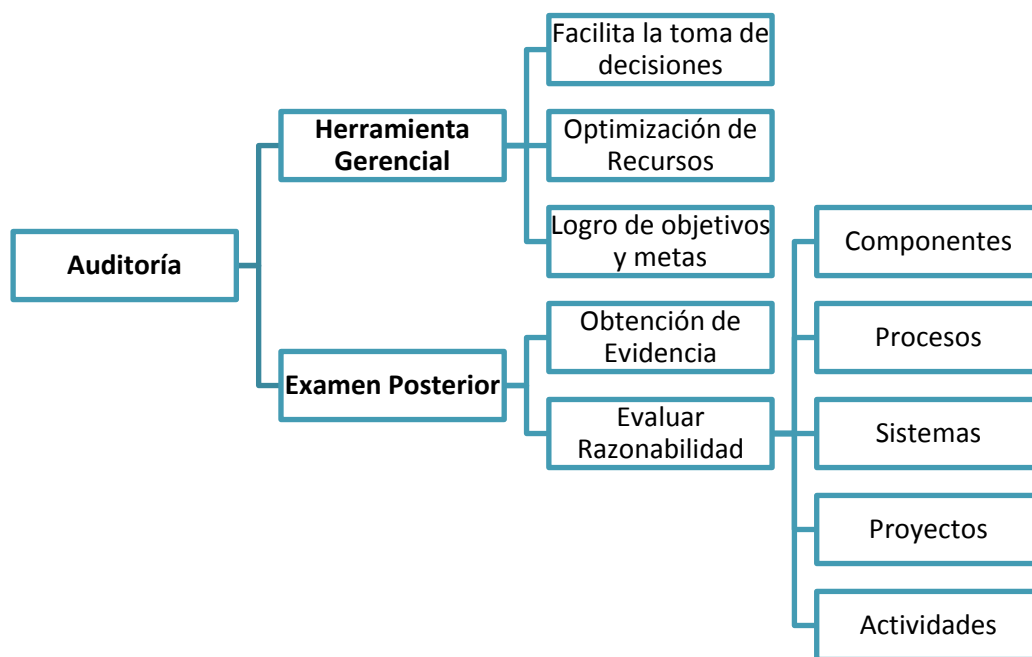 Auditoría
Herramienta
Gerencial
Facilita la toma de
decisiones
Optimización de
Recursos
Logro de objetivos
y metas
Examen Posterior
Obtención de
Evidencia
Evaluar
Razonabilidad
Componentes
Procesos
Sistemas
Proyectos
Actividades